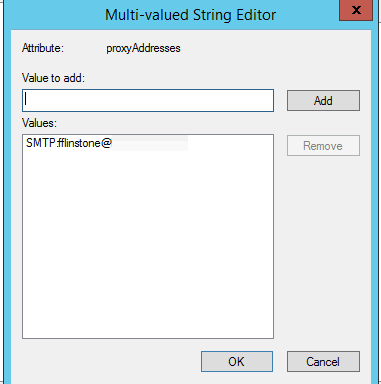 Multi-valued String Editor
x
Attribute: proxyAddresses
Value to add:
Add
Values:
SMTP:fflinstone@
Remove
OK Cancel